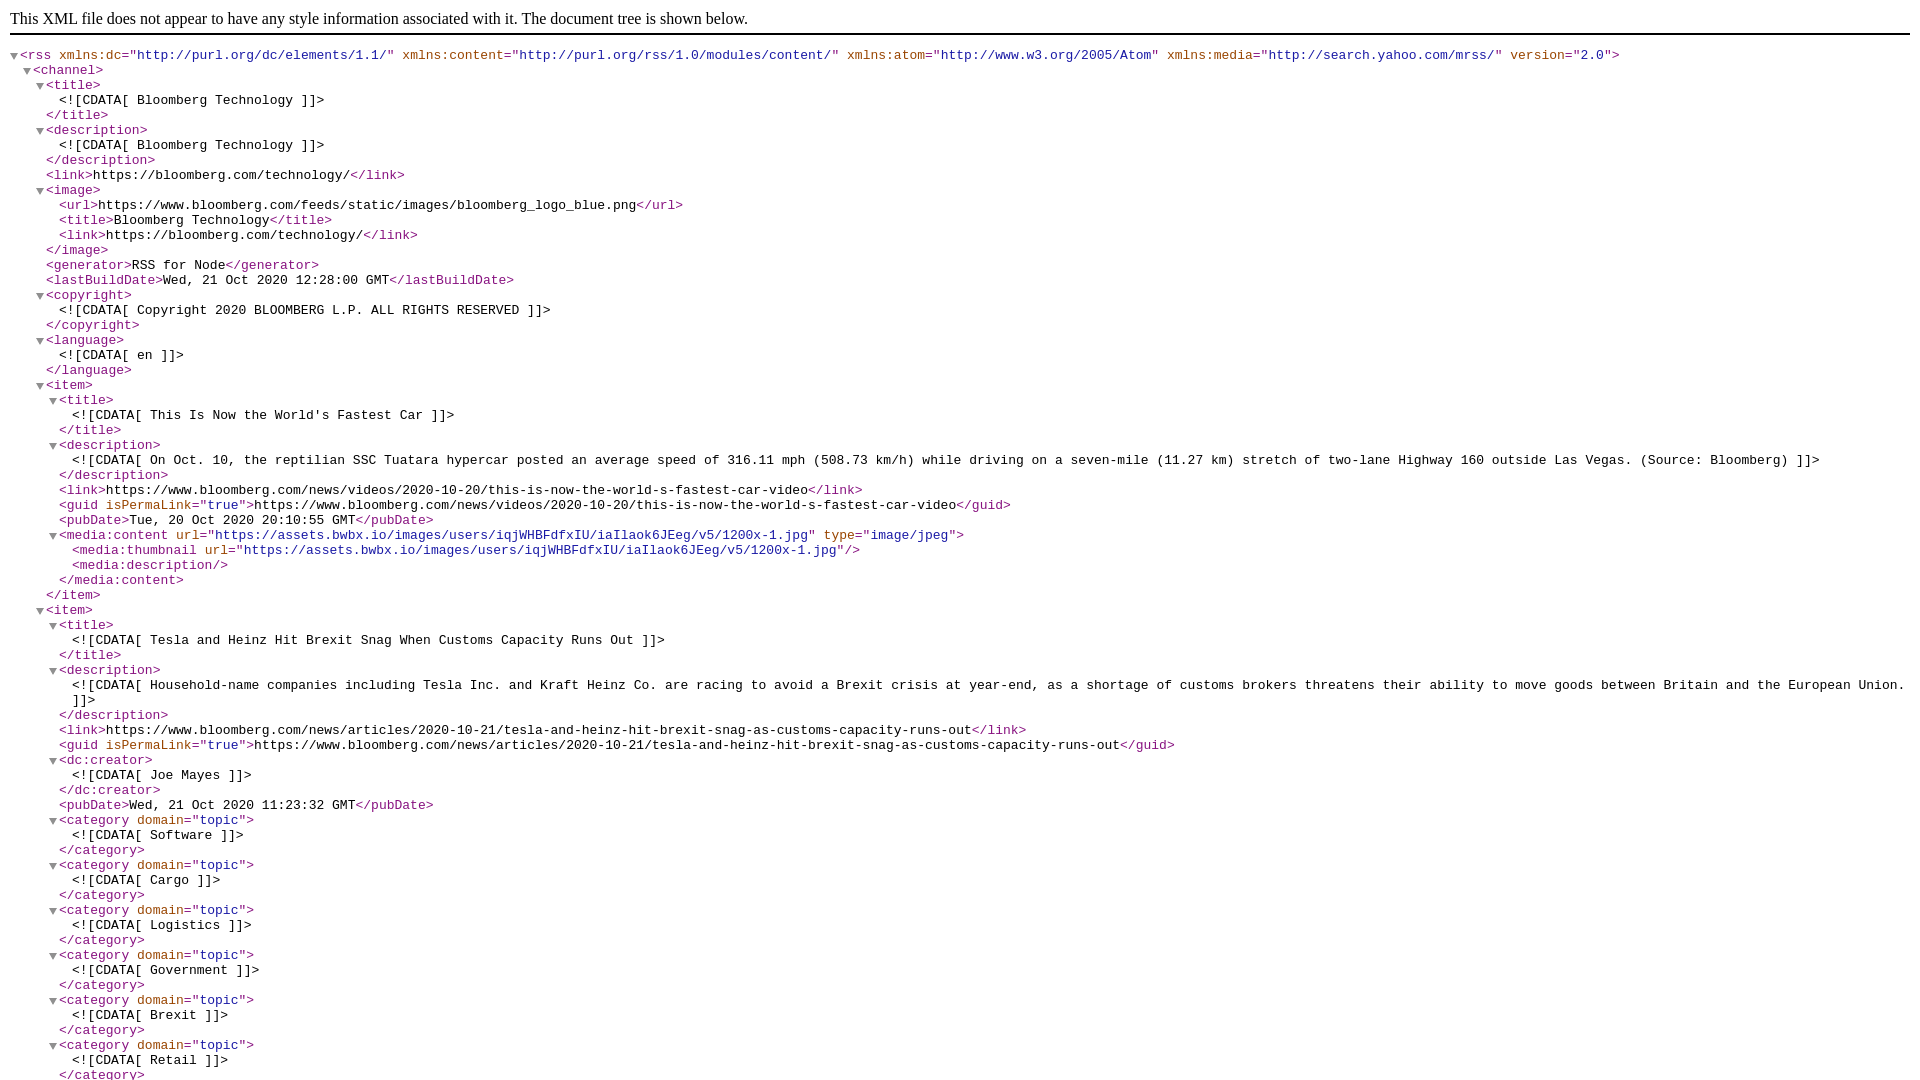 This XML file does not appear to have any style information associated with it. The document tree is shown below.
<rss xmlns:dc="http://purl.org/dc/elements/1.1/" xmlns:content="http://purl.org/rss/1.0/modules/content/" xmlns:atom="http://www.w3.org/2005/Atom" xmlns:media="http://search.yahoo.com/mrss/" version="2.0">
<channel>
<title>
<![CDATA[ Bloomberg Technology ]]>
</title>
<description>
<![CDATA[ Bloomberg Technology ]]>
</description>
<link>https://bloomberg.com/technology/</link>
<image>
<url>https://www.bloomberg.com/feeds/static/images/bloomberg_logo_blue.png</url>
<title>Bloomberg Technology</title>
<link>https://bloomberg.com/technology/</link>
</image>
<generator>RSS for Node</generator>
<lastBuildDate>Wed, 21 Oct 2020 12:28:00 GMT</lastBuildDate>
<copyright>
<![CDATA[ Copyright 2020 BLOOMBERG L.P. ALL RIGHTS RESERVED ]]>
</copyright>
<language>
<![CDATA[ en ]]>
</language>
<item>
<title>
<![CDATA[ This Is Now the World's Fastest Car ]]>
</title>
<description>
<![CDATA[ On Oct. 10, the reptilian SSC Tuatara hypercar posted an average speed of 316.11 mph (508.73 km/h) while driving on a seven-mile (11.27 km) stretch of two-lane Highway 160 outside Las Vegas. (Source: Bloomberg) ]]>
</description>
<link>https://www.bloomberg.com/news/videos/2020-10-20/this-is-now-the-world-s-fastest-car-video</link>
<guid isPermaLink="true">https://www.bloomberg.com/news/videos/2020-10-20/this-is-now-the-world-s-fastest-car-video</guid>
<pubDate>Tue, 20 Oct 2020 20:10:55 GMT</pubDate>
<media:content url="https://assets.bwbx.io/images/users/iqjWHBFdfxIU/iaIlaok6JEeg/v5/1200x-1.jpg" type="image/jpeg">
<media:thumbnail url="https://assets.bwbx.io/images/users/iqjWHBFdfxIU/iaIlaok6JEeg/v5/1200x-1.jpg"/>
<media:description/>
</media:content>
</item>
<item>
<title>
<![CDATA[ Tesla and Heinz Hit Brexit Snag When Customs Capacity Runs Out ]]>
</title>
<description>
<![CDATA[ Household-name companies including Tesla Inc. and Kraft Heinz Co. are racing to avoid a Brexit crisis at year-end, as a shortage of customs brokers threatens their ability to move goods between Britain and the European Union.
]]>
</description>
<link>https://www.bloomberg.com/news/articles/2020-10-21/tesla-and-heinz-hit-brexit-snag-as-customs-capacity-runs-out</link>
<guid isPermaLink="true">https://www.bloomberg.com/news/articles/2020-10-21/tesla-and-heinz-hit-brexit-snag-as-customs-capacity-runs-out</guid>
<dc:creator>
<![CDATA[ Joe Mayes ]]>
</dc:creator>
<pubDate>Wed, 21 Oct 2020 11:23:32 GMT</pubDate>
<category domain="topic">
<![CDATA[ Software ]]>
</category>
<category domain="topic">
<![CDATA[ Cargo ]]>
</category>
<category domain="topic">
<![CDATA[ Logistics ]]>
</category>
<category domain="topic">
<![CDATA[ Government ]]>
</category>
<category domain="topic">
<![CDATA[ Brexit ]]>
</category>
<category domain="topic">
<![CDATA[ Retail ]]>
</category>